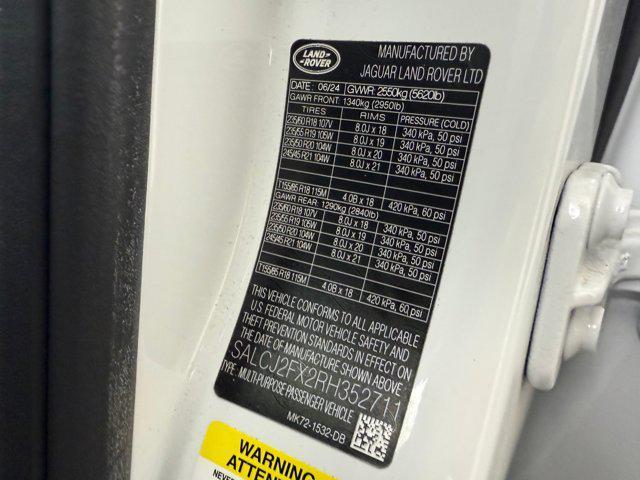 LAND-
ROVER
MANUFACTURED BY
JAGUAR LAND ROVER LTD
DATE: 06/24 GVWR: 2550kg (5620lb)
GAWR FRONT: 1340kg (2950lb)
TIRES RIMS PRESSURE (COLD)
235/60 R18 107V 8.0J x 18 340 kPa, 50 psi
235/55 R19 105W 8.0J x 19 340 kPa, 50 psi
235/50 R20 104W 8.0J x 20 340 kPa, 50 psi
245/45 R21 104W 8.0J x 21 340 kPa, 50 psi
T155/85 R18 115M 4.0B x 18 420 kPa, 60 psi
GAWR REAR: 1290kg (2840lb)
235/60 R18 107V 8.0J x 18 340 kPa, 50 psi
235/55 R19 105W 8.0J x 19 340 kPa, 50 psi
235/50 R20 104W 8.0J x 20 340 kPa, 50 psi
245/45 R21 104W 8.0J x 21 340 kPa, 50 psi
T155/85 R18 115M 4.0B x 18 420 kPa, 60 psi
THIS VEHICLE CONFORMS TO ALL APPLICABLE
U.S. FEDERAL MOTOR VEHICLE SAFETY AND
THEFT PREVENTION STANDARDS IN EFFECT ON
THE DATE OF MANUFACTURE SHOWN ABOVE.
SALCJ2FX2RH352711
TYPE: MULTI-PURPOSE PASSENGER VEHICLE
MK72-1532-DB
WARNING
ATTEN
NEVER